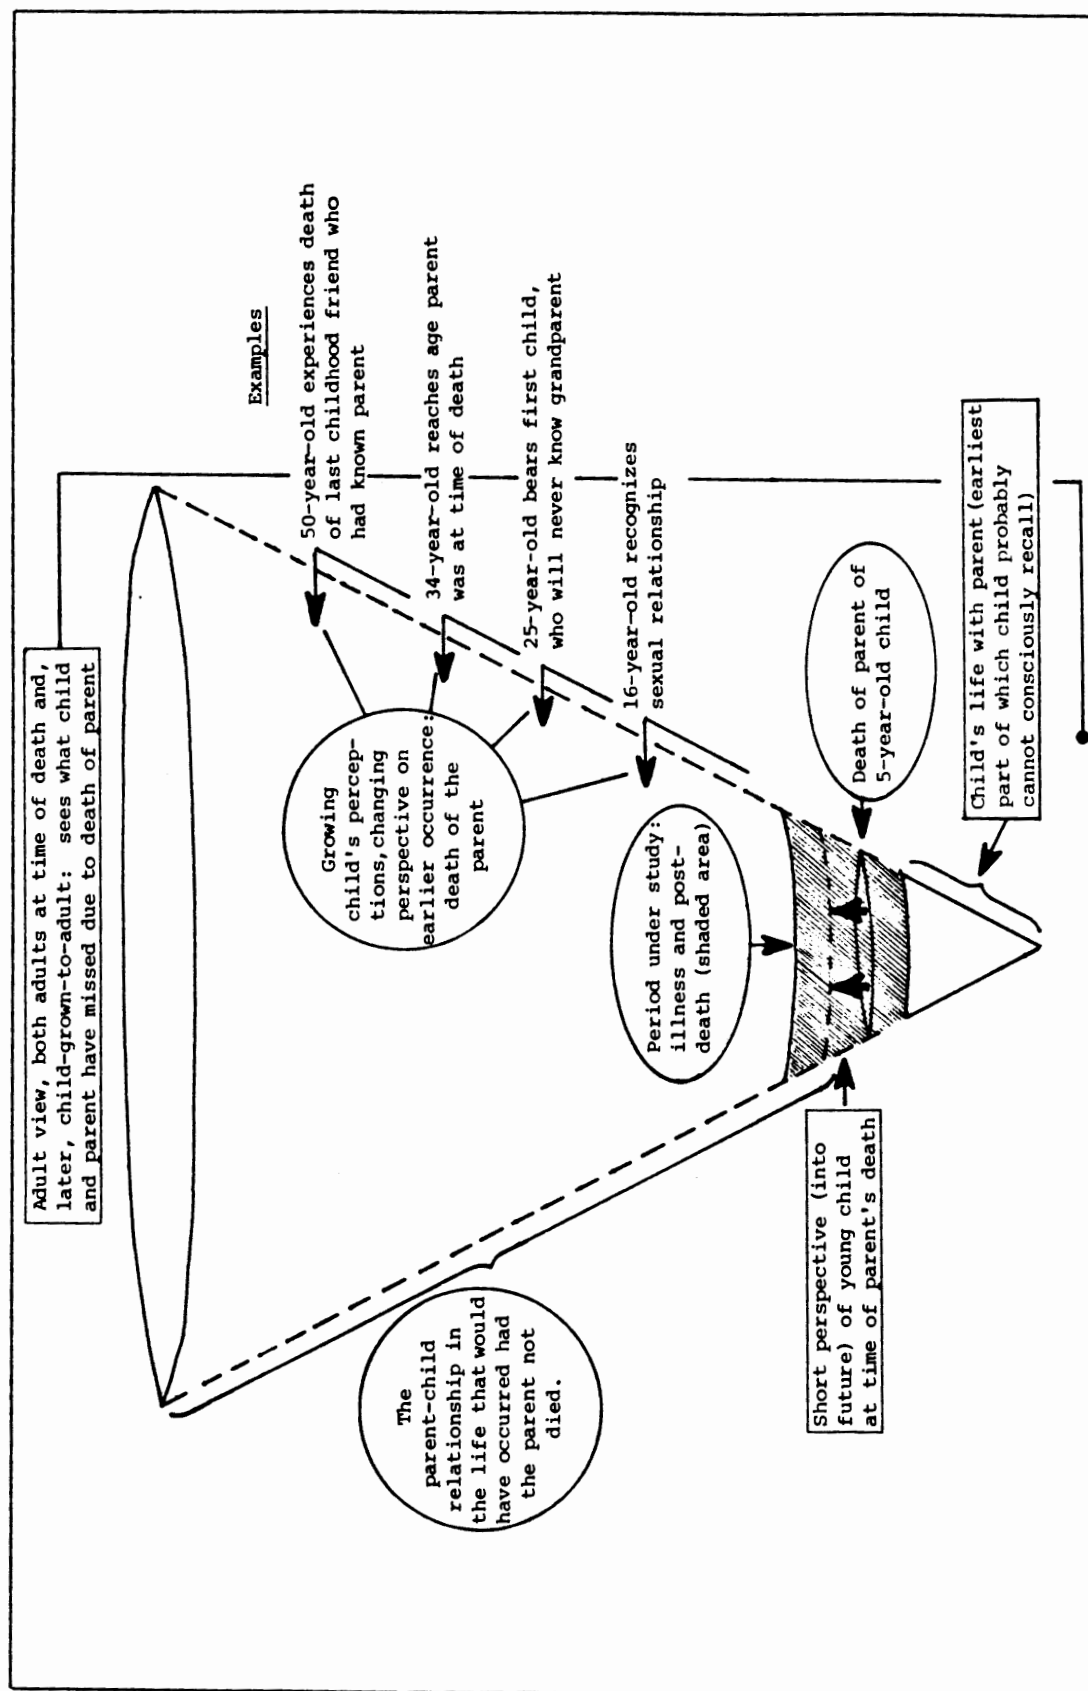 Adult view, both adults at time of death and,
later, child-grown-to-adult: sees what child
and parent have missed due to death of parent
Examples
50-year-old experiences death
of last childhood friend who
had known parent
34-year-old reaches age parent
was at time of death
25-year-old bears first child,
who will never know grandparent
16-year-old recognizes
sexual relationship
Growing
child's percep-
tions,changing
perspective on
earlier occurrence:
death of the
parent
The
parent-child
relationship in
the life that would
have occurred had
the parent not
died.
Period under study:
illness and post-
death (shaded area)
Death of parent of
5-year-old child
Short perspective (into
future) of young child
at time of parent's death
Child's life with parent(earliest
part of which child probably
cannot consciously recall)